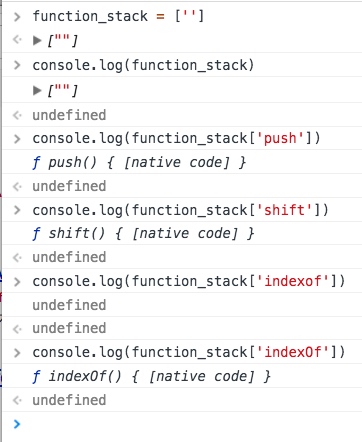 > function_stack = ['']
<· ▶ [""]
> console.log(function_stack)
▶ [""]
<· undefined
> console.log(function_stack['push'])
ƒ push() { [native code] }
<· undefined
> console.log(function_stack['shift'])
ƒ shift() { [native code] }
<· undefined
> console.log(function_stack['indexof'])
undefined
<· undefined
> console.log(function_stack['indexOf'])
ƒ indexOf() { [native code] }
<· undefined
>